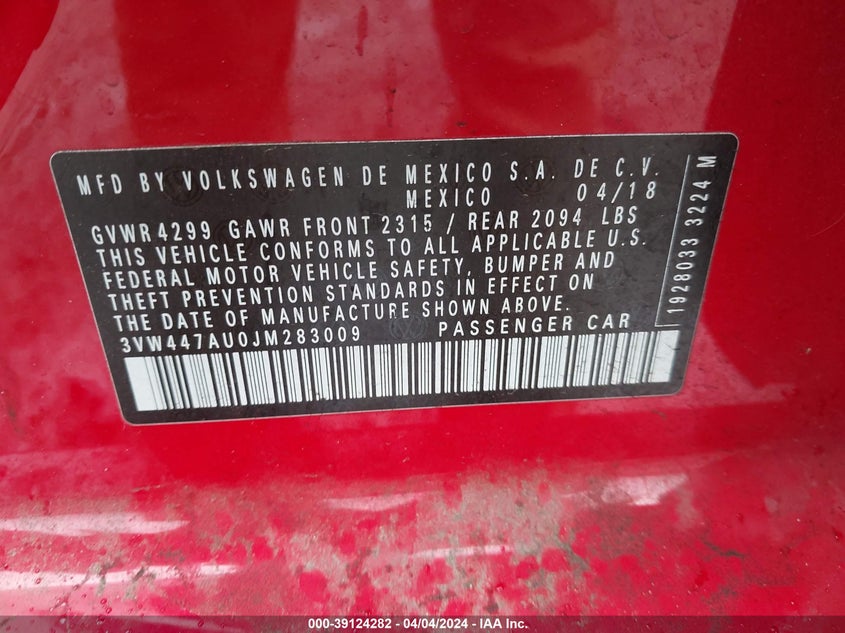 MFD BY VOLKSWAGEN DE MEXICO S.A. DE C.V.
MEXICO 04/18
GVWR 4299 GAWR FRONT 2315 / REAR 2094 LBS
THIS VEHICLE CONFORMS TO ALL APPLICABLE U.S.
FEDERAL MOTOR VEHICLE SAFETY, BUMPER AND
THEFT PREVENTION STANDARDS IN EFFECT ON
THE DATE OF MANUFACTURE SHOWN ABOVE.
3VW447AU0JM283009 PASSENGER CAR
1928033 3224 M
000-39124282 - 04/04/2024 - IAA Inc.